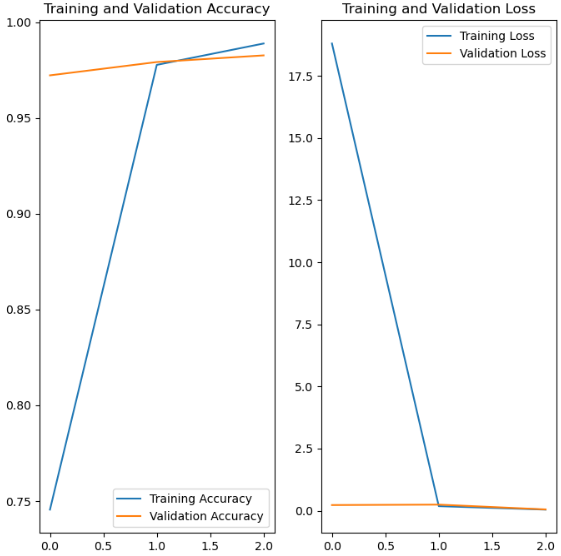 Training and Validation Accuracy
1.00
0.95
0.90
0.85
0.80
0.75
Training Accuracy
Validation Accuracy
0.0 0.5 1.0 1.5 2.0
Training and Validation Loss
Training Loss
Validation Loss
17.5
15.0
12.5
10.0
7.5
5.0
2.5
0.0
0.0 0.5 1.0 1.5 2.0